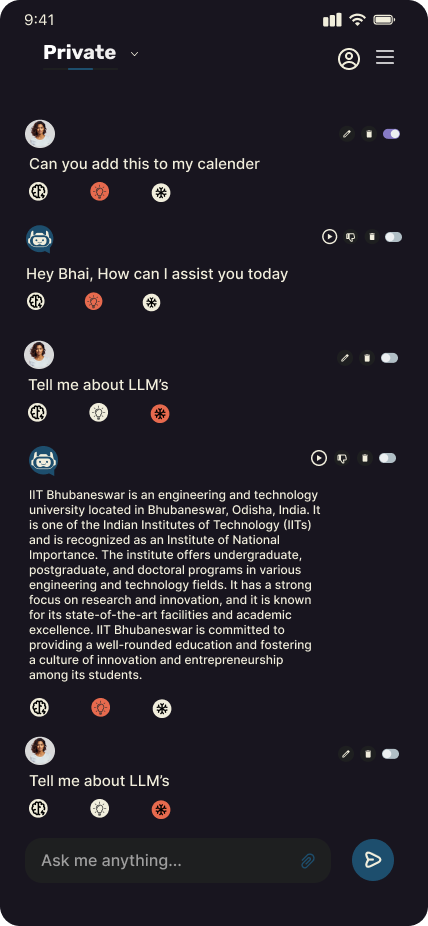 9:41
Private
Can you add this to my calender
Hey Bhai, How can I assist you today
Tell me about LLM's
IIT Bhubaneswar is an engineering and technology
university located in Bhubaneswar, Odisha, India. It
is one of the Indian Institutes of Technology (IITs)
and is recognized as an Institute of National
Importance. The institute offers undergraduate,
postgraduate, and doctoral programs in various
engineering and technology fields. It has a strong
focus on research and innovation, and it is known
for its state-of-the-art facilities and academic
excellence. IIT Bhubaneswar is committed to
providing a well-rounded education and fostering
a culture of innovation and entrepreneurship
among its students.
Tell me about LLM's
Ask me anything...